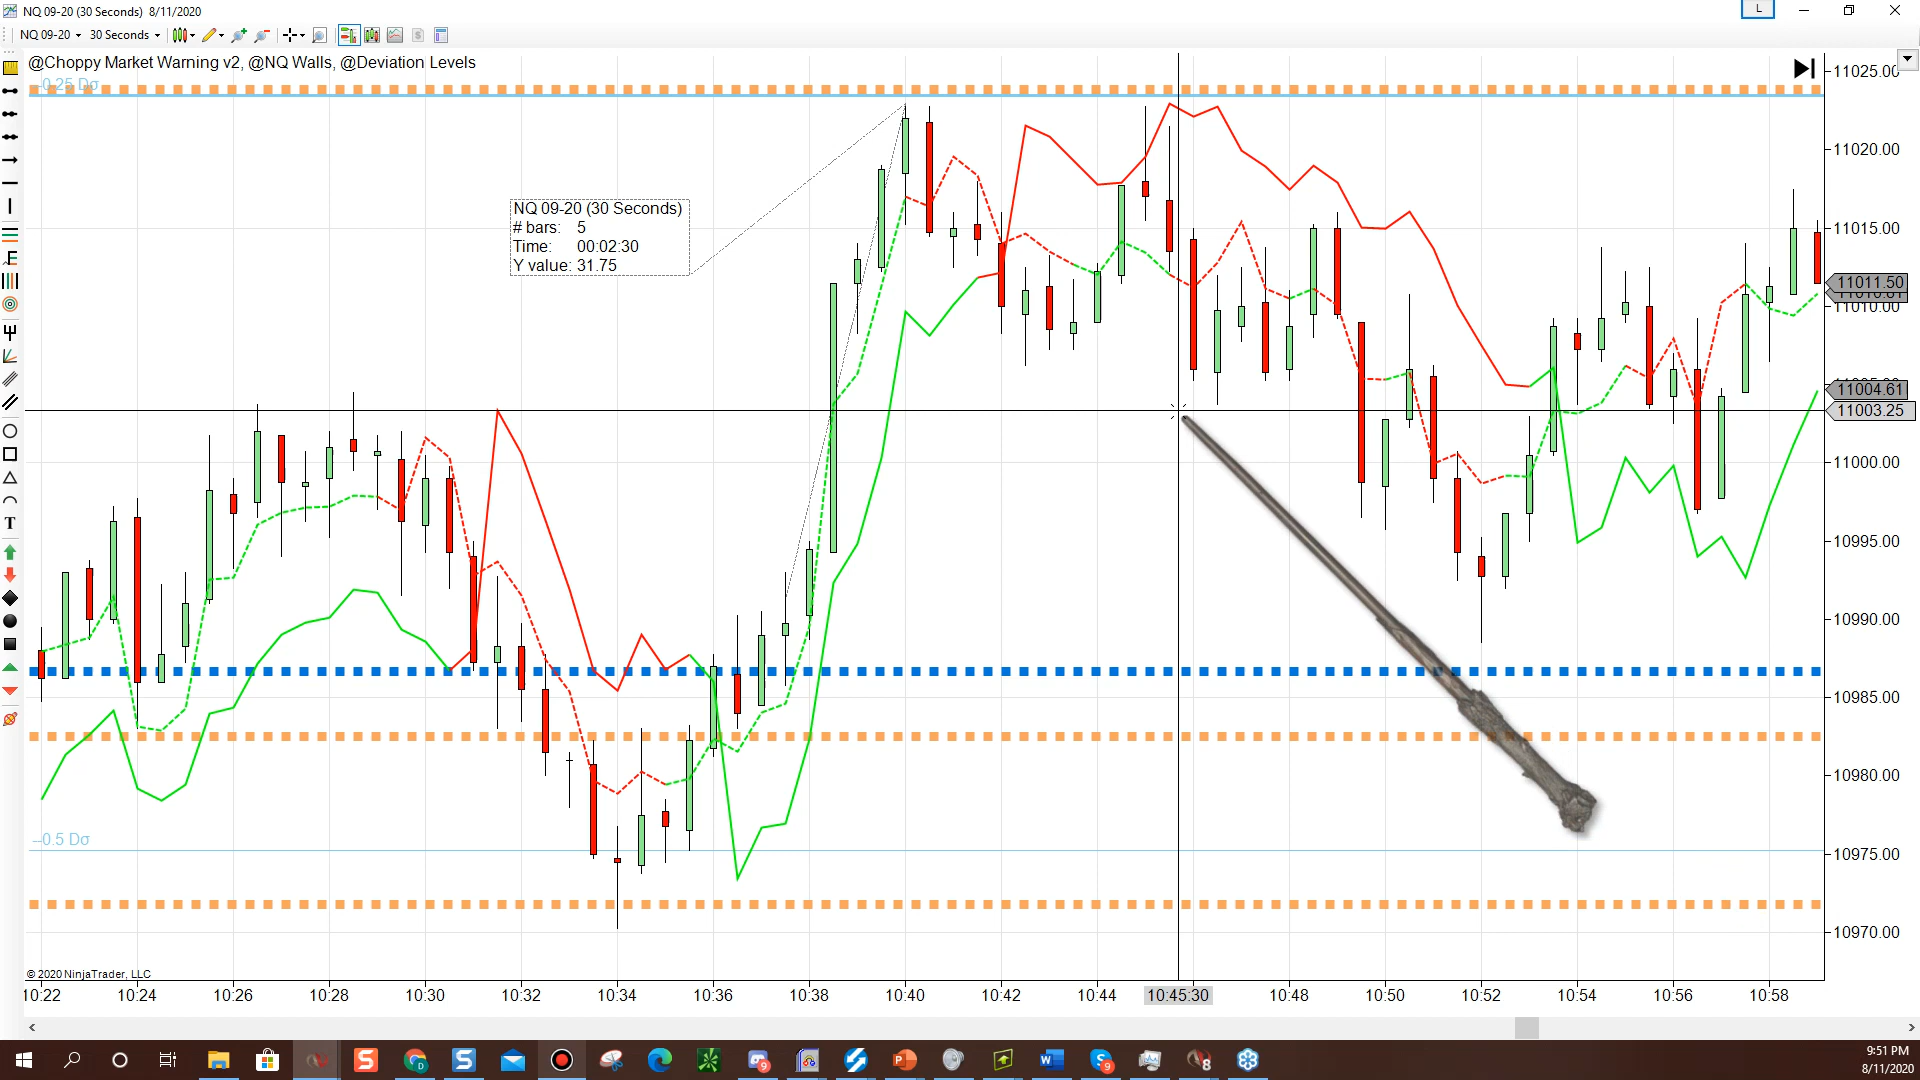 NQ 09-20 (30 Seconds) 8/11/2020
L
NQ 09-20 30 Seconds
@Choppy Market Warning v2, @NQ Walls, @Deviation Levels
-0.25 Dσ
NQ 09-20 (30 Seconds)
# bars: 5
Time: 00:02:30
Y value: 31.75
-0.5 Dσ
11025.00
11020.00
11015.00
11011.50
11010.00
11004.61
11003.25
11000.00
10995.00
10990.00
10985.00
10980.00
10975.00
10970.00
© 2020 NinjaTrader, LLC
10:22 10:24 10:26 10:28 10:30 10:32 10:34 10:36 10:38 10:40 10:42 10:44 10:45:30 10:48 10:50 10:52 10:54 10:56 10:58
9:51 PM
8/11/2020